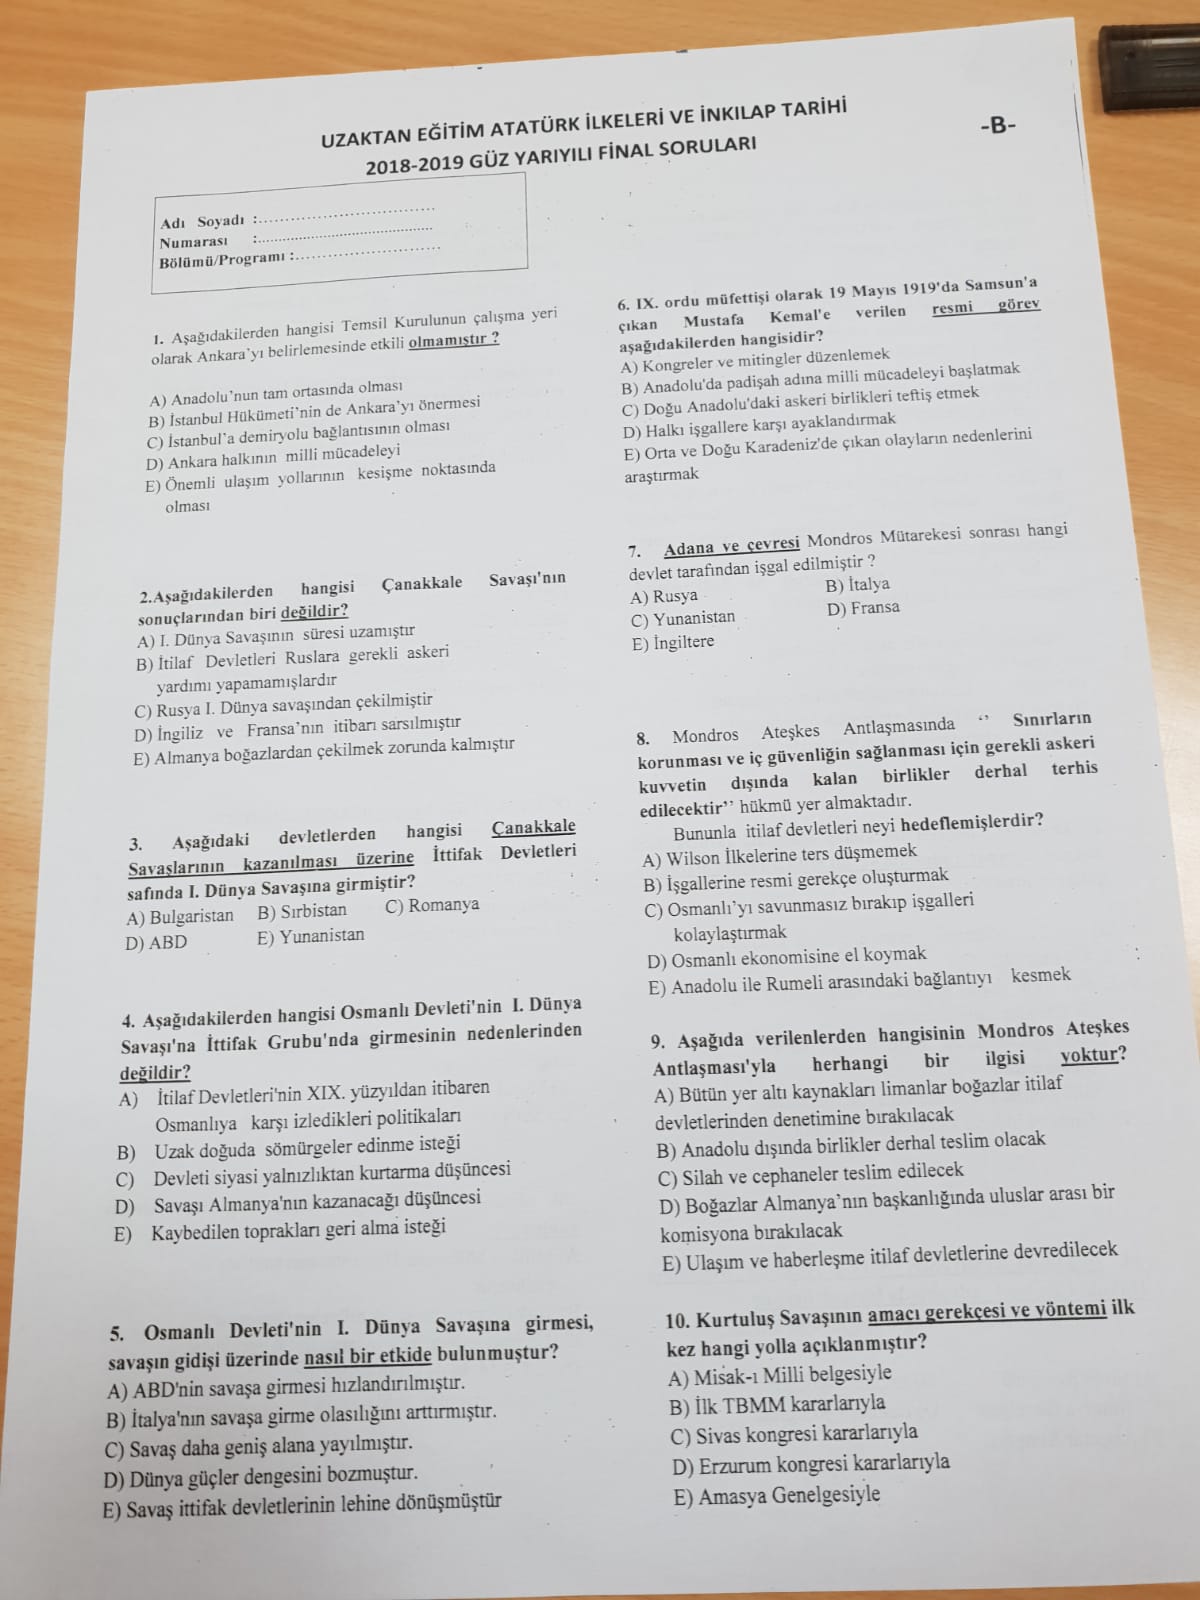 UZAKTAN EĞİTİM ATATÜRK İLKELERİ VE İNKILAP TARİHİ
2018-2019 GÜZ YARIYILI FİNAL SORULARI
-B-
Adı Soyadı :..................................
Numarası :..........................................
Bölümü/Programı :............................
1. Aşağıdakilerden hangisi Temsil Kurulunun çalışma yeri
olarak Ankara'yı belirlemesinde etkili olmamıştır ?
A) Anadolu'nun tam ortasında olması
B) İstanbul Hükümeti'nin de Ankara'yı önermesi
C) İstanbul'a demiryolu bağlantısının olması
D) Ankara halkının milli mücadeleyi
E) Önemli ulaşım yollarının kesişme noktasında
olması
2.Aşağıdakilerden hangisi Çanakkale Savaşı'nın
sonuçlarından biri değildir?
A) I. Dünya Savaşının süresi uzamıştır
B) İtilaf Devletleri Ruslara gerekli askeri
yardımı yapamamışlardır
C) Rusya I. Dünya savaşından çekilmiştir
D) İngiliz ve Fransa'nın itibarı sarsılmıştır
E) Almanya boğazlardan çekilmek zorunda kalmıştır
3. Aşağıdaki devletlerden hangisi Çanakkale
Savaşlarının kazanılması üzerine İttifak Devletleri
safında I. Dünya Savaşına girmiştir?
A) Bulgaristan B) Sırbistan C) Romanya
D) ABD E) Yunanistan
4. Aşağıdakilerden hangisi Osmanlı Devleti'nin I. Dünya
Savaşı'na İttifak Grubu'nda girmesinin nedenlerinden
değildir?
A) İtilaf Devletleri'nin XIX. yüzyıldan itibaren
Osmanlıya karşı izledikleri politikaları
B) Uzak doğuda sömürgeler edinme isteği
C) Devleti siyasi yalnızlıktan kurtarma düşüncesi
D) Savaşı Almanya'nın kazanacağı düşüncesi
E) Kaybedilen toprakları geri alma isteği
5. Osmanlı Devleti'nin I. Dünya Savaşına girmesi,
savaşın gidişi üzerinde nasıl bir etkide bulunmuştur?
A) ABD'nin savaşa girmesi hızlandırılmıştır.
B) İtalya'nın savaşa girme olasılığını arttırmıştır.
C) Savaş daha geniş alana yayılmıştır.
D) Dünya güçler dengesini bozmuştur.
E) Savaş ittifak devletlerinin lehine dönüşmüştür
6. IX. ordu müfettişi olarak 19 Mayıs 1919'da Samsun'a
çıkan Mustafa Kemal'e verilen resmi görev
aşağıdakilerden hangisidir?
A) Kongreler ve mitingler düzenlemek
B) Anadolu'da padişah adına milli mücadeleyi başlatmak
C) Doğu Anadolu'daki askeri birlikleri teftiş etmek
D) Halkı işgallere karşı ayaklandırmak
E) Orta ve Doğu Karadeniz'de çıkan olayların nedenlerini
araştırmak
7. Adana ve çevresi Mondros Mütarekesi sonrası hangi
devlet tarafından işgal edilmiştir ?
A) Rusya B) İtalya
C) Yunanistan D) Fransa
E) İngiltere
8. Mondros Ateşkes Antlaşmasında '' Sınırların
korunması ve iç güvenliğin sağlanması için gerekli askeri
kuvvetin dışında kalan birlikler derhal terhis
edilecektir'' hükmü yer almaktadır.
Bununla itilaf devletleri neyi hedeflemişlerdir?
A) Wilson İlkelerine ters düşmemek
B) İşgallerine resmi gerekçe oluşturmak
C) Osmanlı'yı savunmasız bırakıp işgalleri
kolaylaştırmak
D) Osmanlı ekonomisine el koymak
E) Anadolu ile Rumeli arasındaki bağlantıyı kesmek
9. Aşağıda verilenlerden hangisinin Mondros Ateşkes
Antlaşması'yla herhangi bir ilgisi yoktur?
A) Bütün yer altı kaynakları limanlar boğazlar itilaf
devletlerinden denetimine bırakılacak
B) Anadolu dışında birlikler derhal teslim olacak
C) Silah ve cephaneler teslim edilecek
D) Boğazlar Almanya'nın başkanlığında uluslar arası bir
komisyona bırakılacak
E) Ulaşım ve haberleşme itilaf devletlerine devredilecek
10. Kurtuluş Savaşının amacı gerekçesi ve yöntemi ilk
kez hangi yolla açıklanmıştır?
A) Misak-ı Milli belgesiyle
B) İlk TBMM kararlarıyla
C) Sivas kongresi kararlarıyla
D) Erzurum kongresi kararlarıyla
E) Amasya Genelgesiyle